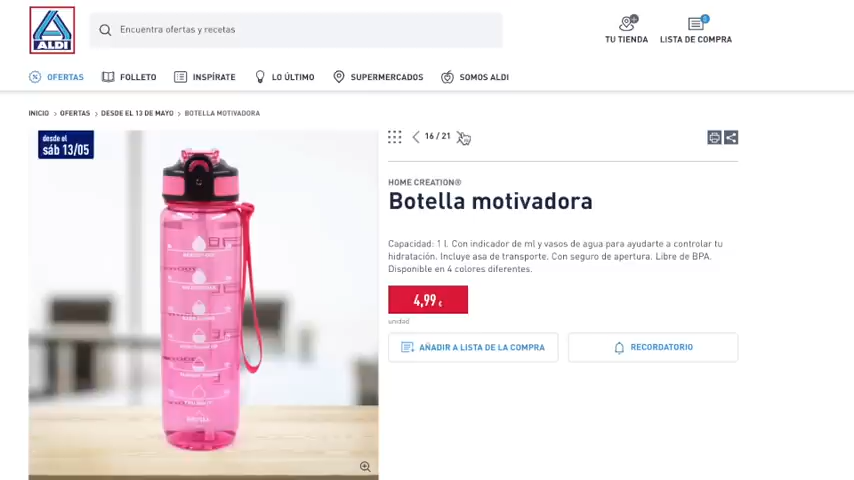 ALDI
Encuentra ofertas y recetas
TU TIENDA
LISTA DE COMPRA
OFERTAS
FOLLETO
INSPÍRATE
LO ÚLTIMO
SUPERMERCADOS
SOMOS ALDI
INICIO > OFERTAS > DESDE EL 13 DE MAYO > BOTELLA MOTIVADORA
desde el
sáb 13/05
16 / 21
HOME CREATION®
Botella motivadora
Capacidad: 1 l. Con indicador de ml y vasos de agua para ayudarte a controlar tu
hidratación. Incluye asa de transporte. Con seguro de apertura. Libre de BPA.
Disponible en 4 colores diferentes.
4,99 €
unidad
AÑADIR A LISTA DE LA COMPRA
RECORDATORIO